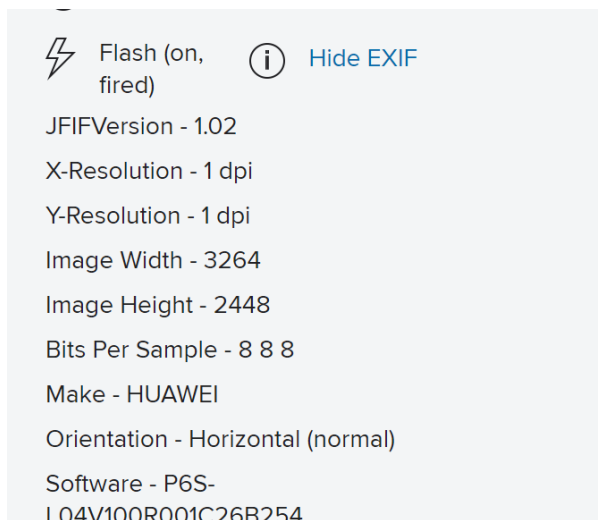 Flash (on,
fired)
Hide EXIF
JFIFVersion - 1.02
X-Resolution - 1 dpi
Y-Resolution - 1 dpi
Image Width - 3264
Image Height - 2448
Bits Per Sample - 8 8 8
Make - HUAWEI
Orientation - Horizontal (normal)
Software - P6S-
L04V100R001C26B254